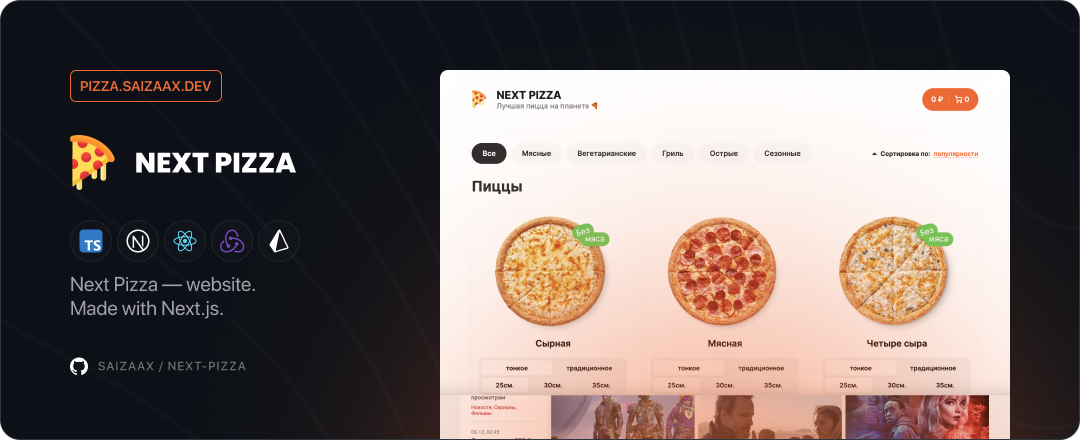 PIZZA.SAIZAAX.DEV
NEXT PIZZA
TS
N
Next Pizza — website.
Made with Next.js.
SAIZAAX / NEXT-PIZZA
NEXT PIZZA
Лучшая пицца на планете
0 ₽ 0
Все Мясные Вегетарианские Гриль Острые Сезонные
Сортировка по: популярности
Пиццы
Без мяса
Без мяса
Сырная Мясная Четыре сыра
тонкое традиционное тонкое традиционное тонкое традиционное
25см. 30см. 35см. 25см. 30см. 35см. 25см. 30см. 35см.
просмотрам
Новости, Сериалы,
Фильмы
06.12, 02:45